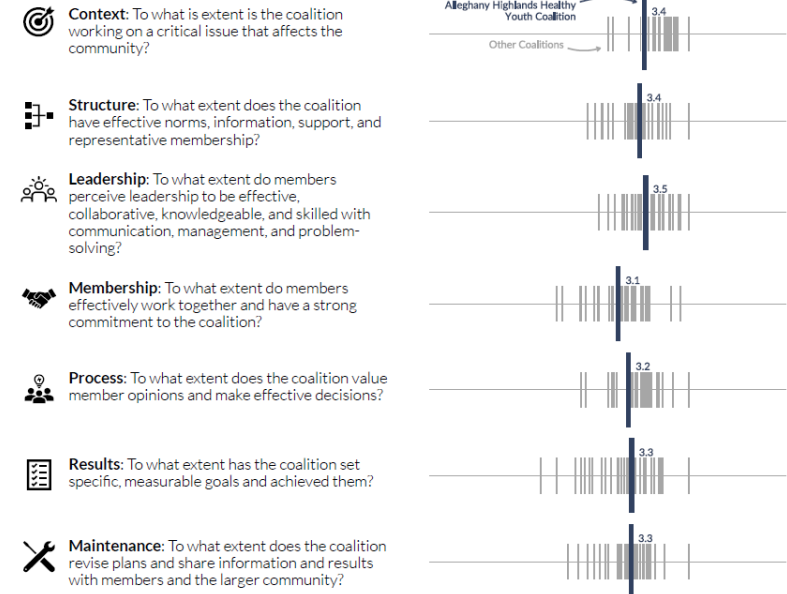 Alleghany Highlands Healthy
Youth Coalition
Other Coalitions
Context: To what is extent is the coalition
working on a critical issue that affects the
community?
3.4
Structure: To what extent does the coalition
have effective norms, information, support, and
representative membership?
3.4
Leadership: To what extent do members
perceive leadership to be effective,
collaborative, knowledgeable, and skilled with
communication, management, and problem-
solving?
3.5
Membership: To what extent do members
effectively work together and have a strong
commitment to the coalition?
3.1
Process: To what extent does the coalition value
member opinions and make effective decisions?
3.2
Results: To what extent has the coalition set
specific, measurable goals and achieved them?
3.3
Maintenance: To what extent does the coalition
revise plans and share information and results
with members and the larger community?
3.3